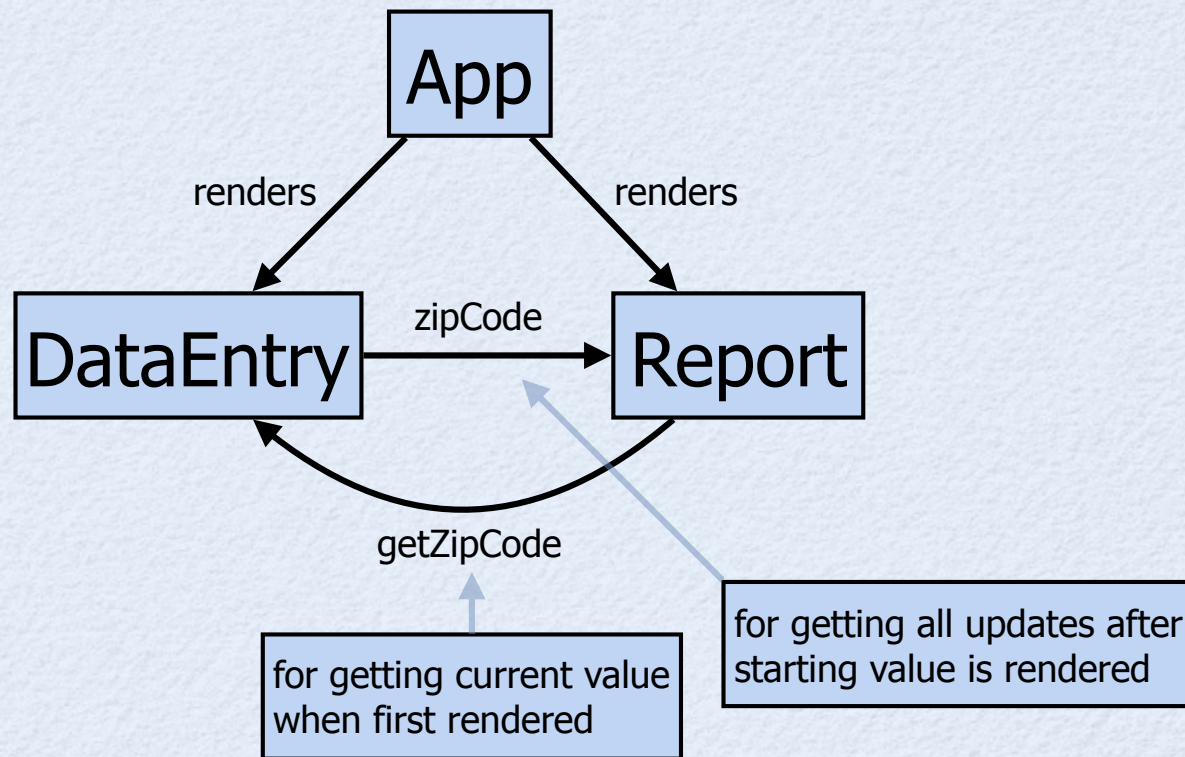 App
renders
renders
DataEntry
zipCode
Report
getZipCode
for getting current value
when first rendered
for getting all updates after
starting value is rendered